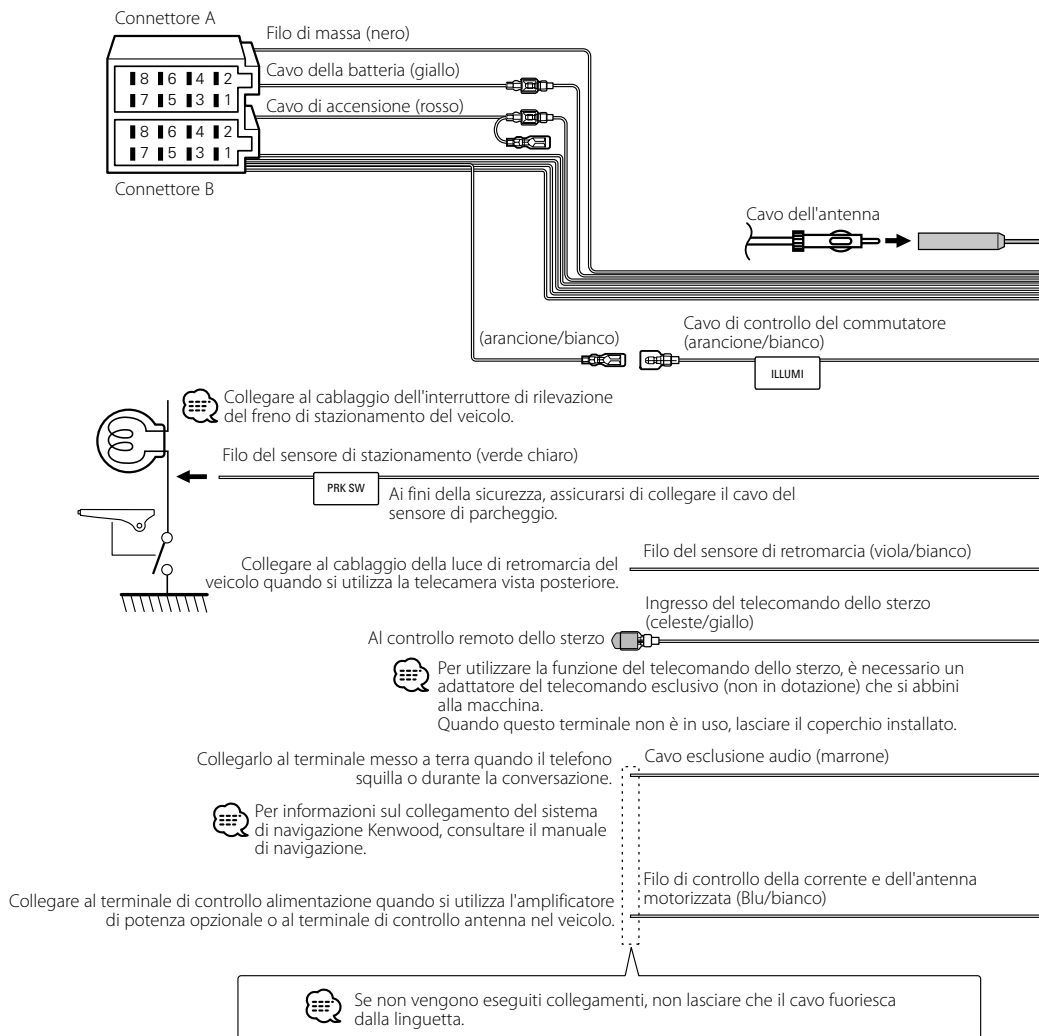 Connettore A
Filo di massa (nero)
Cavo della batteria (giallo)
8 6 4 2
7 5 3 1
Cavo di accensione (rosso)
8 6 4 2
7 5 3 1
Connettore B
Cavo dell'antenna
(arancione/bianco)
Cavo di controllo del commutatore
(arancione/bianco)
ILLUMI
Collegare al cablaggio dell'interruttore di rilevazione
del freno di stazionamento del veicolo.
Filo del sensore di stazionamento (verde chiaro)
PRK SW
Ai fini della sicurezza, assicurarsi di collegare il cavo del
sensore di parcheggio.
Filo del sensore di retromarcia (viola/bianco)
Collegare al cablaggio della luce di retromarcia del
veicolo quando si utilizza la telecamera vista posteriore.
Ingresso del telecomando dello sterzo
(celeste/giallo)
Al controllo remoto dello sterzo
Per utilizzare la funzione del telecomando dello sterzo, è necessario un
adattatore del telecomando esclusivo (non in dotazione) che si abbini
alla macchina.
Quando questo terminale non è in uso, lasciare il coperchio installato.
Collegarlo al terminale messo a terra quando il telefono
squilla o durante la conversazione.
Cavo esclusione audio (marrone)
Per informazioni sul collegamento del sistema
di navigazione Kenwood, consultare il manuale
di navigazione.
Filo di controllo della corrente e dell'antenna
motorizzata (Blu/bianco)
Collegare al terminale di controllo alimentazione quando si utilizza l'amplificatore
di potenza opzionale o al terminale di controllo antenna nel veicolo.
Se non vengono eseguiti collegamenti, non lasciare che il cavo fuoriesca
dalla linguetta.